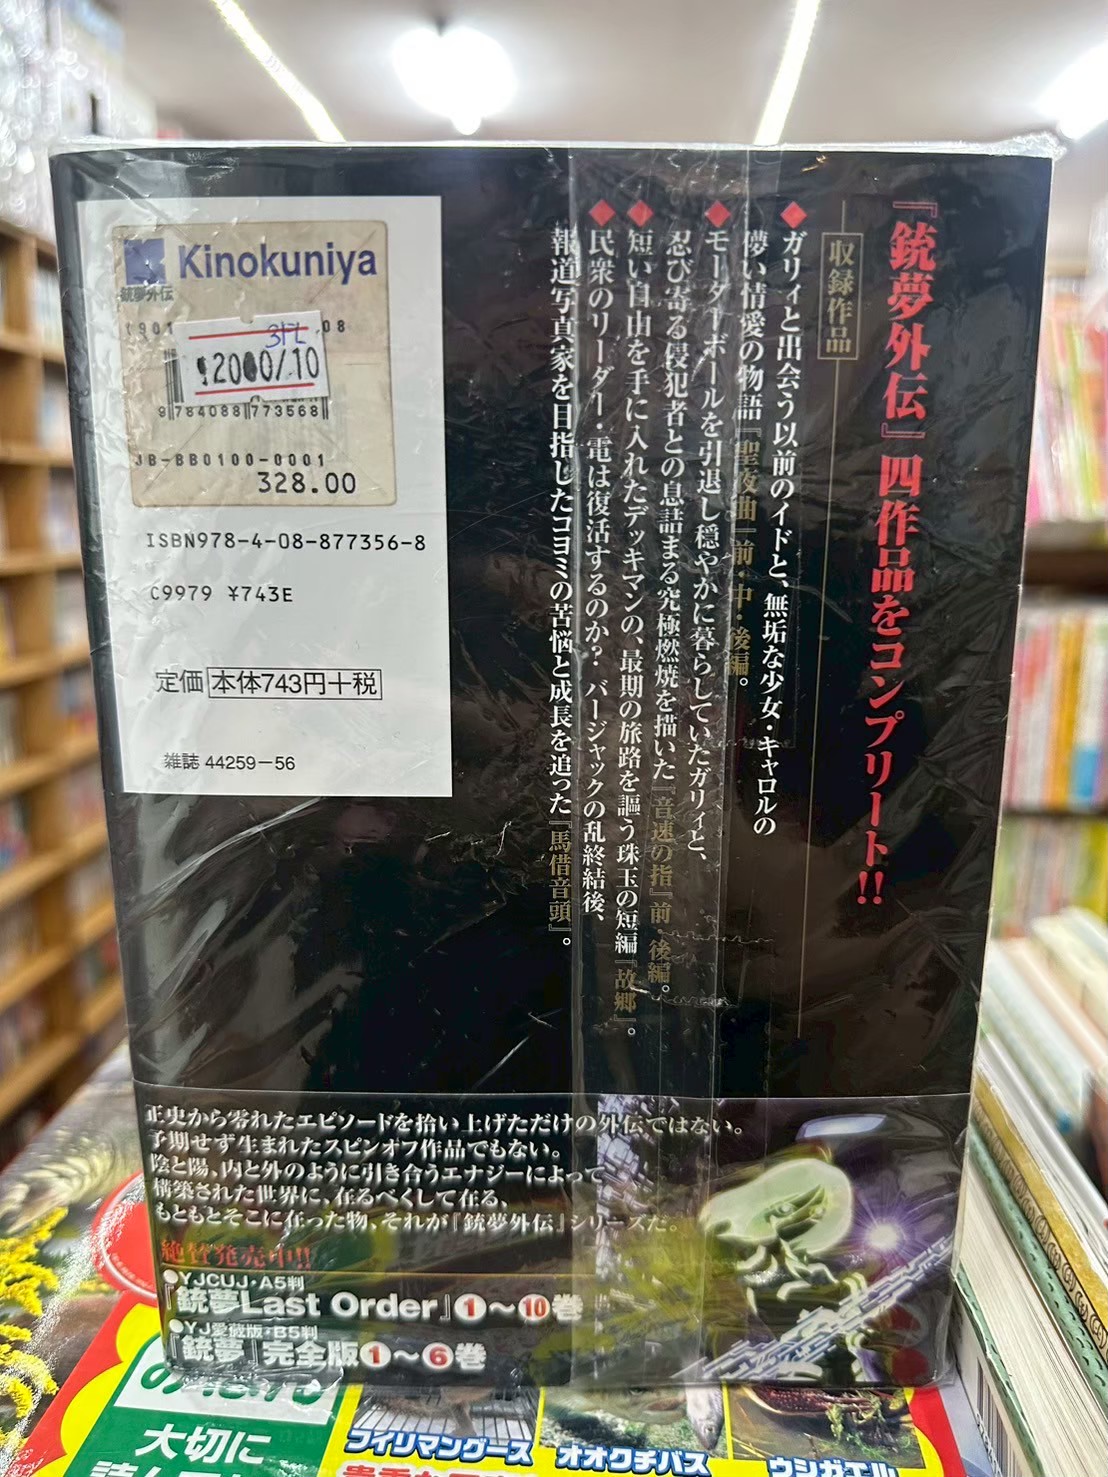 『銃夢外伝』四作品をコンプリート!!
収録作品
◆ガリィと出会う以前のイドと、無垢な少女・キャロルの
儚い情愛の物語『聖夜曲』前・中・後編。
◆モーターボールを引退し穏やかに暮らしていたガリィと、
忍び寄る侵犯者との息詰まる究極燃焼を描いた『音速の指』前・後編。
◆短い自由を手に入れたデッキマンの、最期の旅路を謳う珠玉の短編『故郷』。
◆民衆のリーダー・電は復活するのか? バージャックの乱終結後、
報道写真家を目指したコヨミの苦悩と成長を追った『馬借音頭』。
Kinokuniya
銃夢外伝
08
2000/10
9 784088 773568
JB-BB0100-0001
328.00
ISBN978-4-08-877356-8
C9979 ¥743E
定価 本体743円+税
雑誌 44259-56
正史から零れたエピソードを拾い上げただけの外伝ではない。
予期せず生まれたスピンオフ作品でもない。
陰と陽、内と外のように引き合うエナジーによって
構築された世界に、在るべくして在る、
もともとそこに在った物、それが『銃夢外伝』シリーズだ。
絶賛発売中!!
●YJCUJ・A5判
『銃夢Last Order』1〜10巻
●YJ愛蔵版・B5判
『銃夢』完全版1〜6巻
大切に
フイリマングース
オオクチバス
ウシガエル